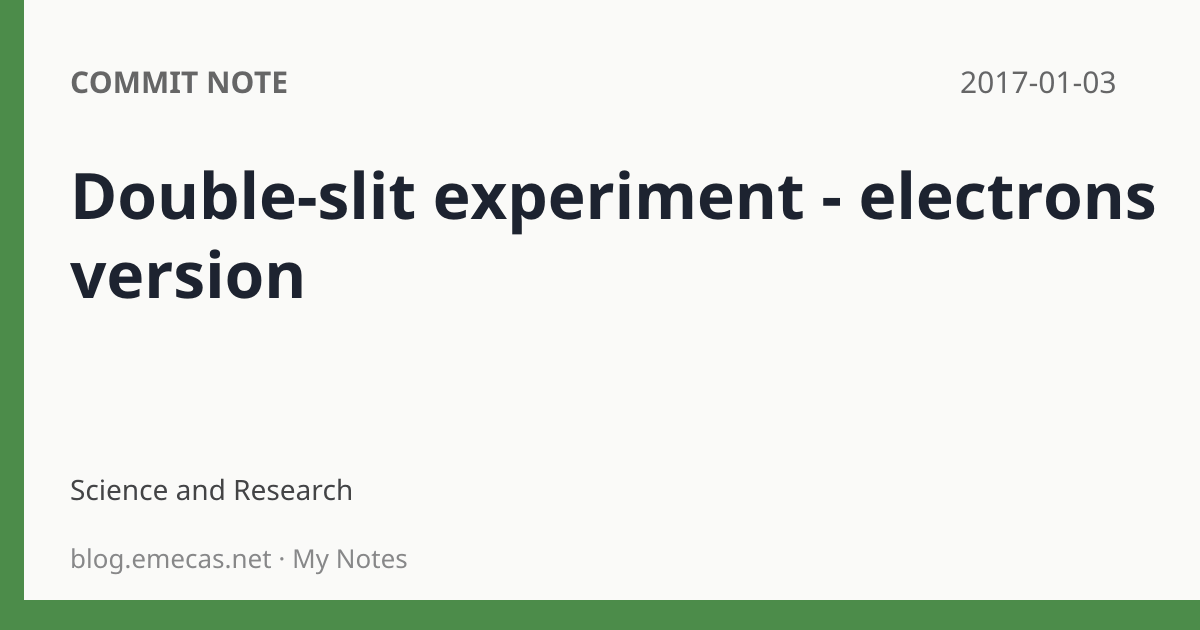 COMMIT NOTE 2017-01-03
Double-slit experiment - electrons
version
Science and Research
blog.emecas.net · My Notes